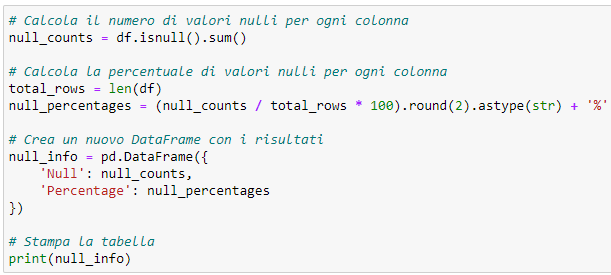 # Calcola il numero di valori nulli per ogni colonna
null_counts = df.isnull().sum()

# Calcola la percentuale di valori nulli per ogni colonna
total_rows = len(df)
null_percentages = (null_counts / total_rows * 100).round(2).astype(str) + '%'

# Crea un nuovo DataFrame con i risultati
null_info = pd.DataFrame({
    'Null': null_counts,
    'Percentage': null_percentages
})

# Stampa la tabella
print(null_info)